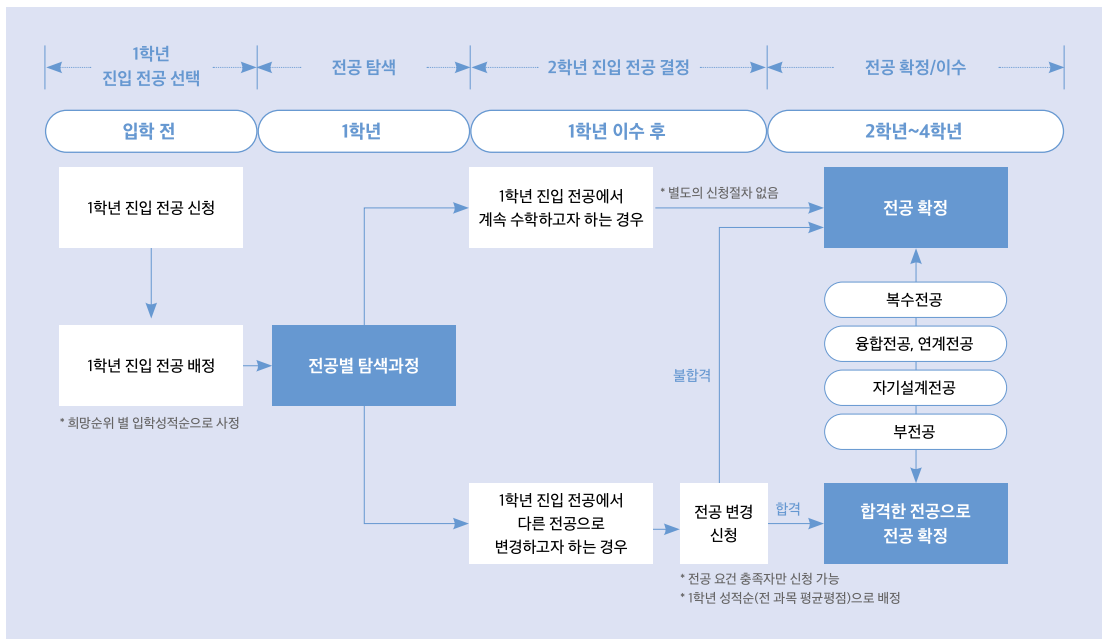 1학년
진입 전공 선택
전공 탐색
2학년 진입 전공 결정
전공 확정/이수
입학 전
1학년
1학년 이수 후
2학년~4학년
1학년 진입 전공 신청
1학년 진입 전공 배정
* 희망순위 별 입학성적순으로 사정
전공별 탐색과정
1학년 진입 전공에서
계속 수학하고자 하는 경우
* 별도의 신청절차 없음
전공 확정
복수전공
융합전공, 연계전공
자기설계전공
부전공
불합격
1학년 진입 전공에서
다른 전공으로
변경하고자 하는 경우
전공 변경
신청
합격
합격한 전공으로
전공 확정
* 전공 요건 충족자만 신청 가능
* 1학년 성적순(전 과목 평균평점)으로 배정